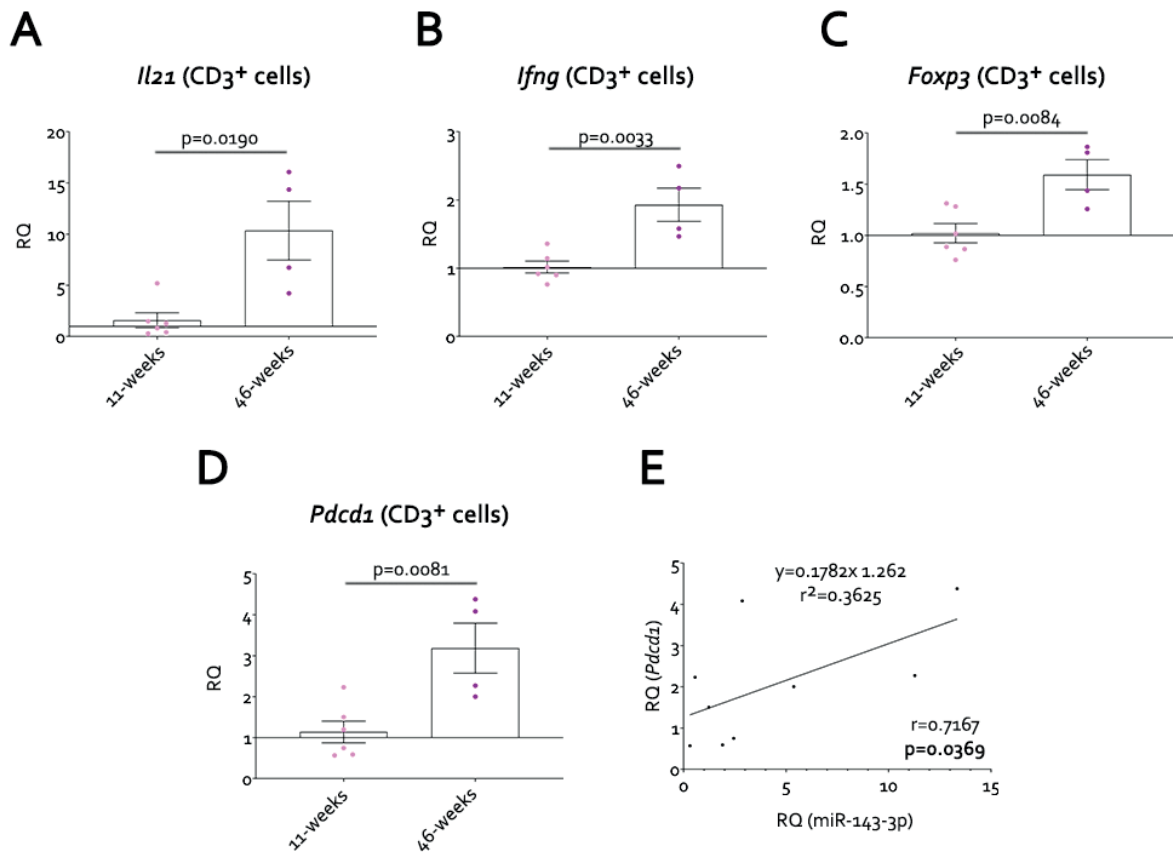 A
Il21 (CD3+ cells)
p=0.0190
RQ
20
15
10
5
0
11-weeks
46-weeks
B
Ifng (CD3+ cells)
p=0.0033
RQ
3
2
1
0
11-weeks
46-weeks
C
Foxp3 (CD3+ cells)
p=0.0084
RQ
2.0
1.5
1.0
0.5
0.0
11-weeks
46-weeks
D
Pdcd1 (CD3+ cells)
p=0.0081
RQ
5
4
3
2
1
0
11-weeks
46-weeks
E
y=0.1782x 1.262
r²=0.3625
RQ (Pdcd1)
5
4
3
2
1
0
r=0.7167
p=0.0369
0
5
10
15
RQ (miR-143-3p)